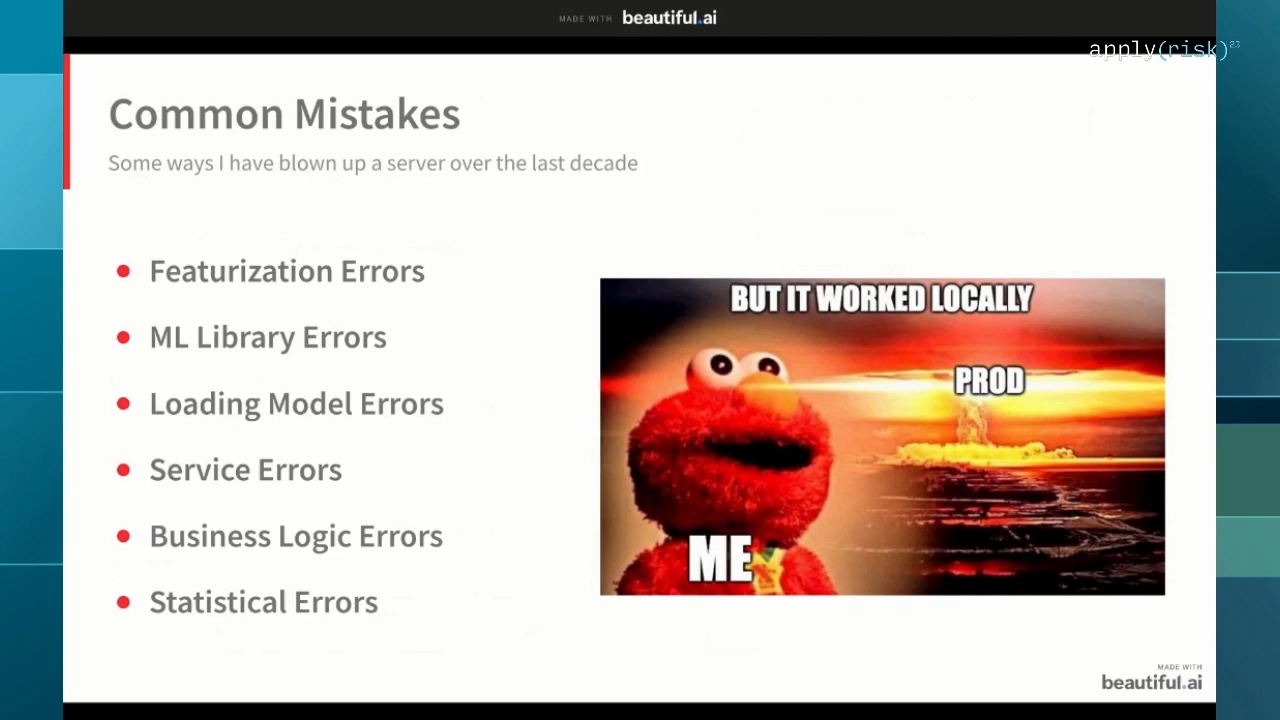 MADE WITH beautiful.ai
apply(risk)23
Common Mistakes
Some ways I have blown up a server over the last decade
Featurization Errors
ML Library Errors
Loading Model Errors
Service Errors
Business Logic Errors
Statistical Errors
BUT IT WORKED LOCALLY
PROD
ME
MADE WITH
beautiful.ai